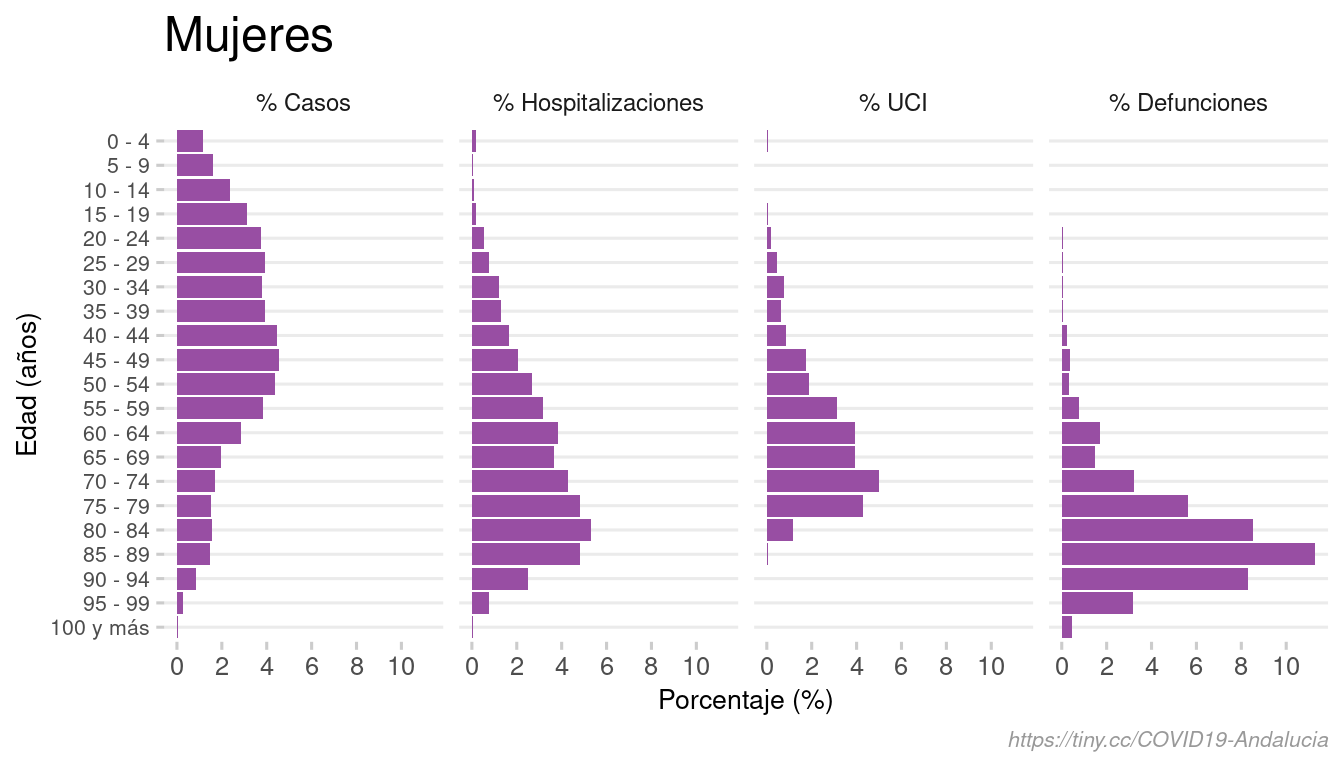 Mujeres
% Casos
% Hospitalizaciones
% UCI
% Defunciones
Edad (años)
0 - 4
5 - 9
10 - 14
15 - 19
20 - 24
25 - 29
30 - 34
35 - 39
40 - 44
45 - 49
50 - 54
55 - 59
60 - 64
65 - 69
70 - 74
75 - 79
80 - 84
85 - 89
90 - 94
95 - 99
100 y más
0 2 4 6 8 10
0 2 4 6 8 10
0 2 4 6 8 10
0 2 4 6 8 10
Porcentaje (%)
https://tiny.cc/COVID19-Andalucia